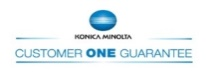 KONICA MINOLTA
CUSTOMER ONE GUARANTEE